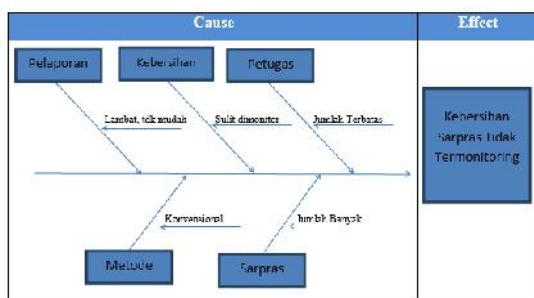 Cause
Effect
Pelaporan
Kebersihan
Petugas
Lambat, tdk mudah
Sulit dimonitor
Jumlah Terbatas
Kebersihan
Sarpras Tidak
Termonitoring
Konvensional
Jumlah Banyak
Metode
Sarpras